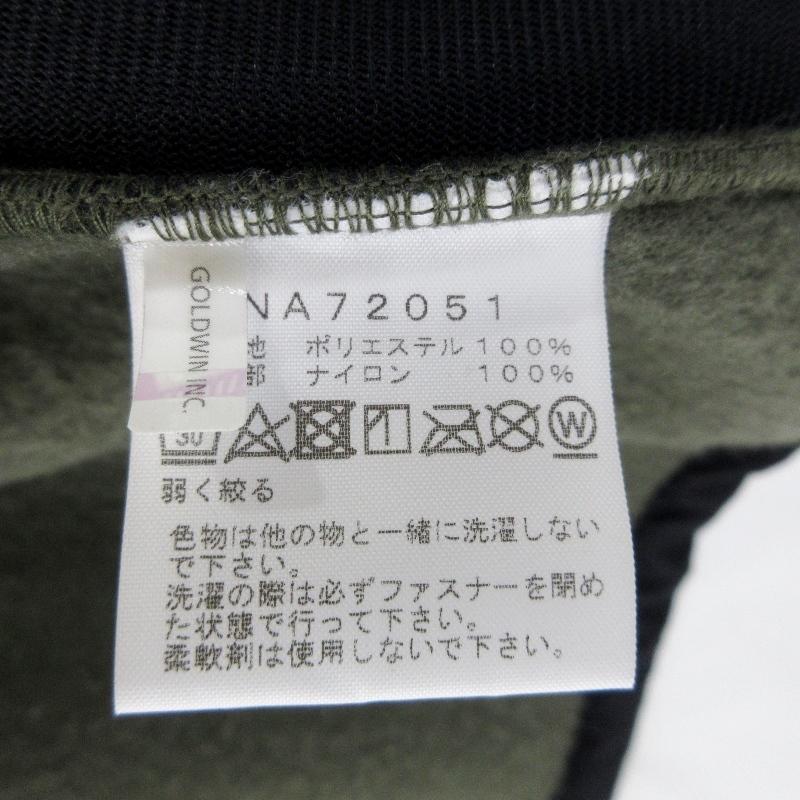 GOLDWIN INC.
NA72051
地 ポリエステル 100%
部 ナイロン 100%
30
W
弱く絞る
色物は他の物と一緒に洗濯しない
で下さい。
洗濯の際は必ずファスナーを閉め
た状態で行って下さい。
柔軟剤は使用しないで下さい。